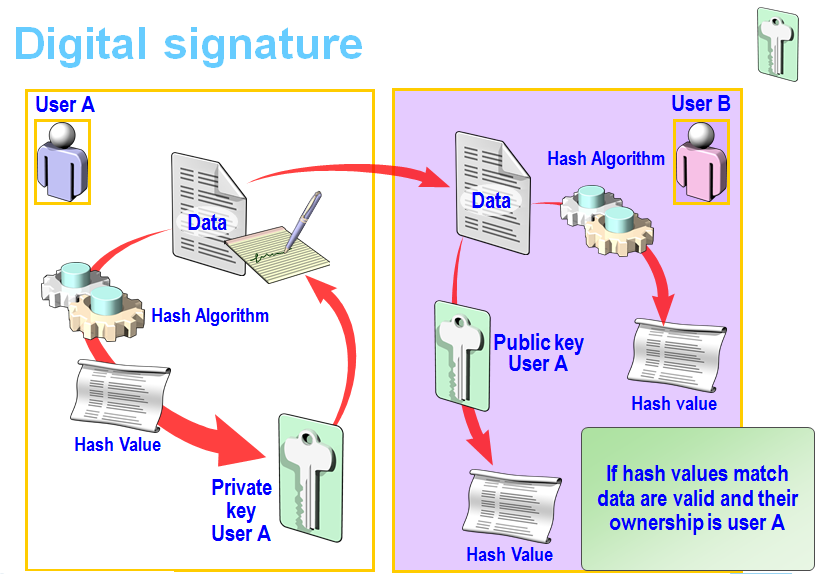 Digital signature
User A
Data
Hash Algorithm
Hash Value
Private
key
User A
User B
Hash Algorithm
Data
Public key
User A
Hash value
Hash Value
If hash values match
data are valid and their
ownership is user A